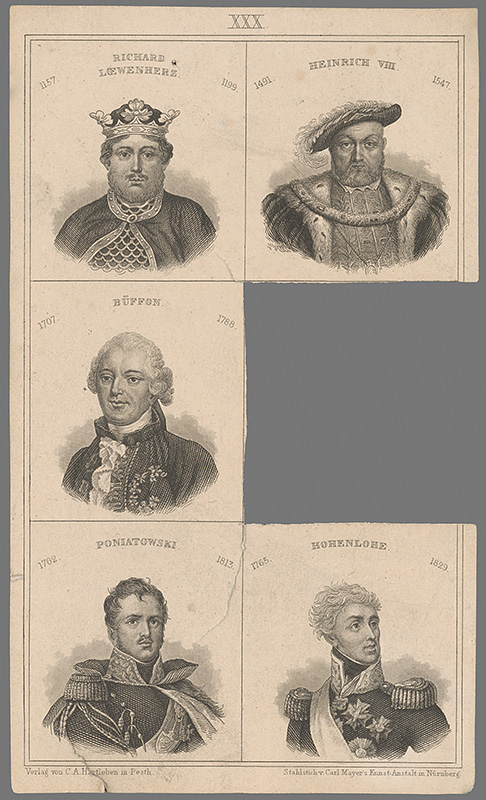 XXX.
RICHARD
LŒWENHERZ
1157.
1199.
HEINRICH VIII
1491.
1547.
BÜFFON.
1707.
1788.
PONIATOWSKI.
1762.
1813.
HOHENLOHE.
1765.
1829.
Verlag von C. A. Hartleben in Pesth.
Stahlstich v. Carl Mayer's Kunst-Anstalt in Nürnberg.